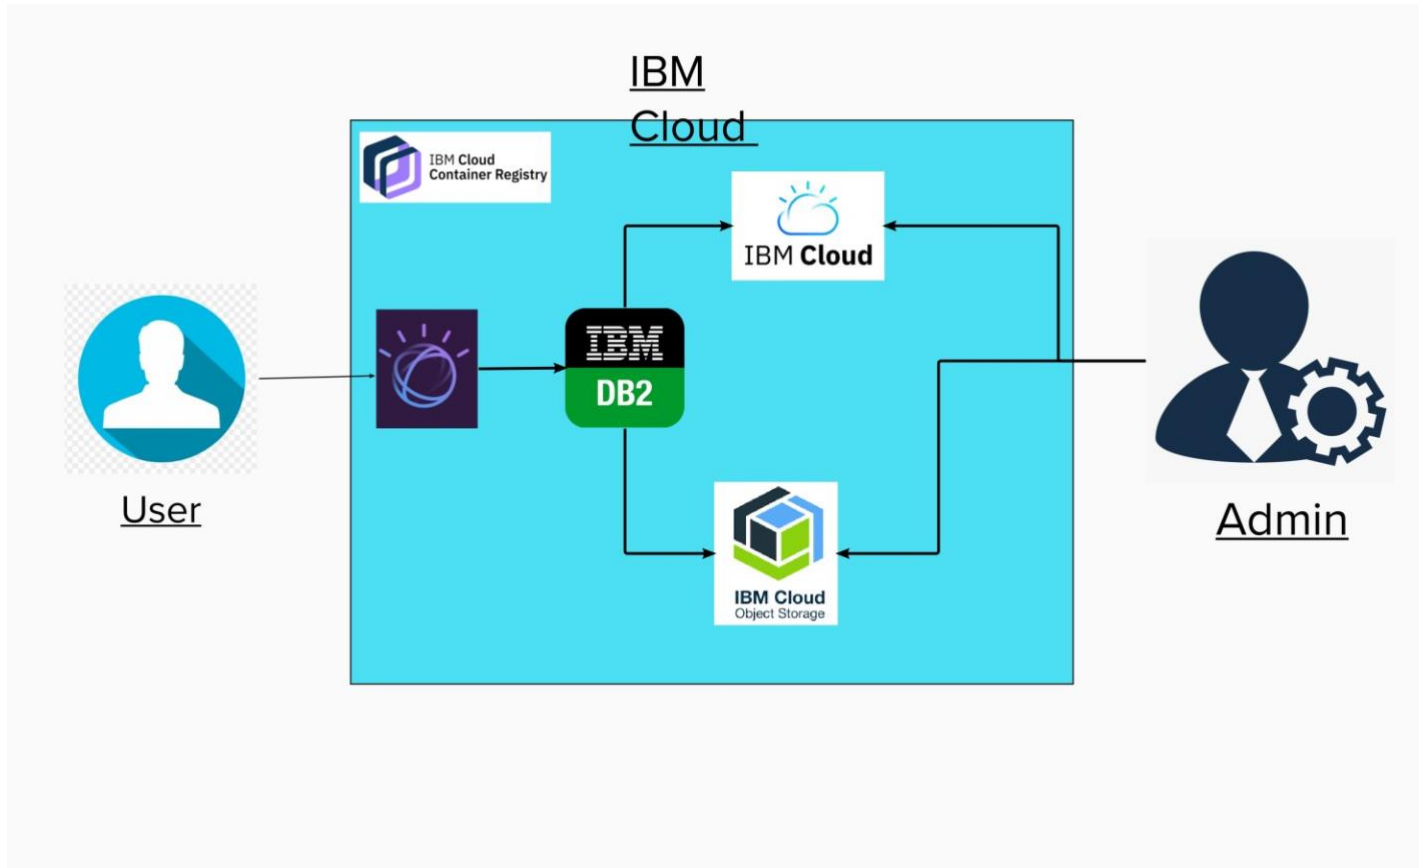 IBM
Cloud
IBM Cloud
Container Registry
IBM Cloud
IBM
DB2
User
IBM Cloud
Object Storage
Admin